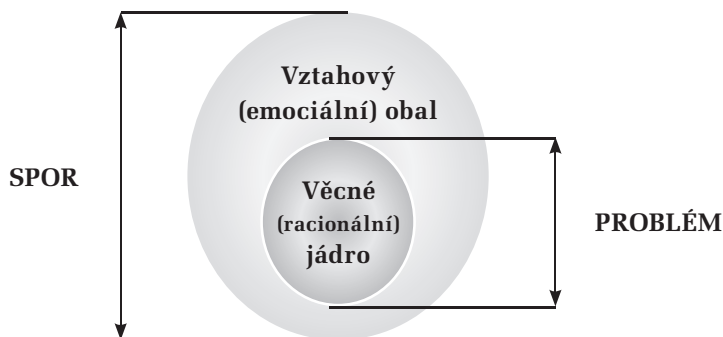 Vztahový
(emociální) obal
SPOR
Věcné
(racionální)
jádro
PROBLÉM